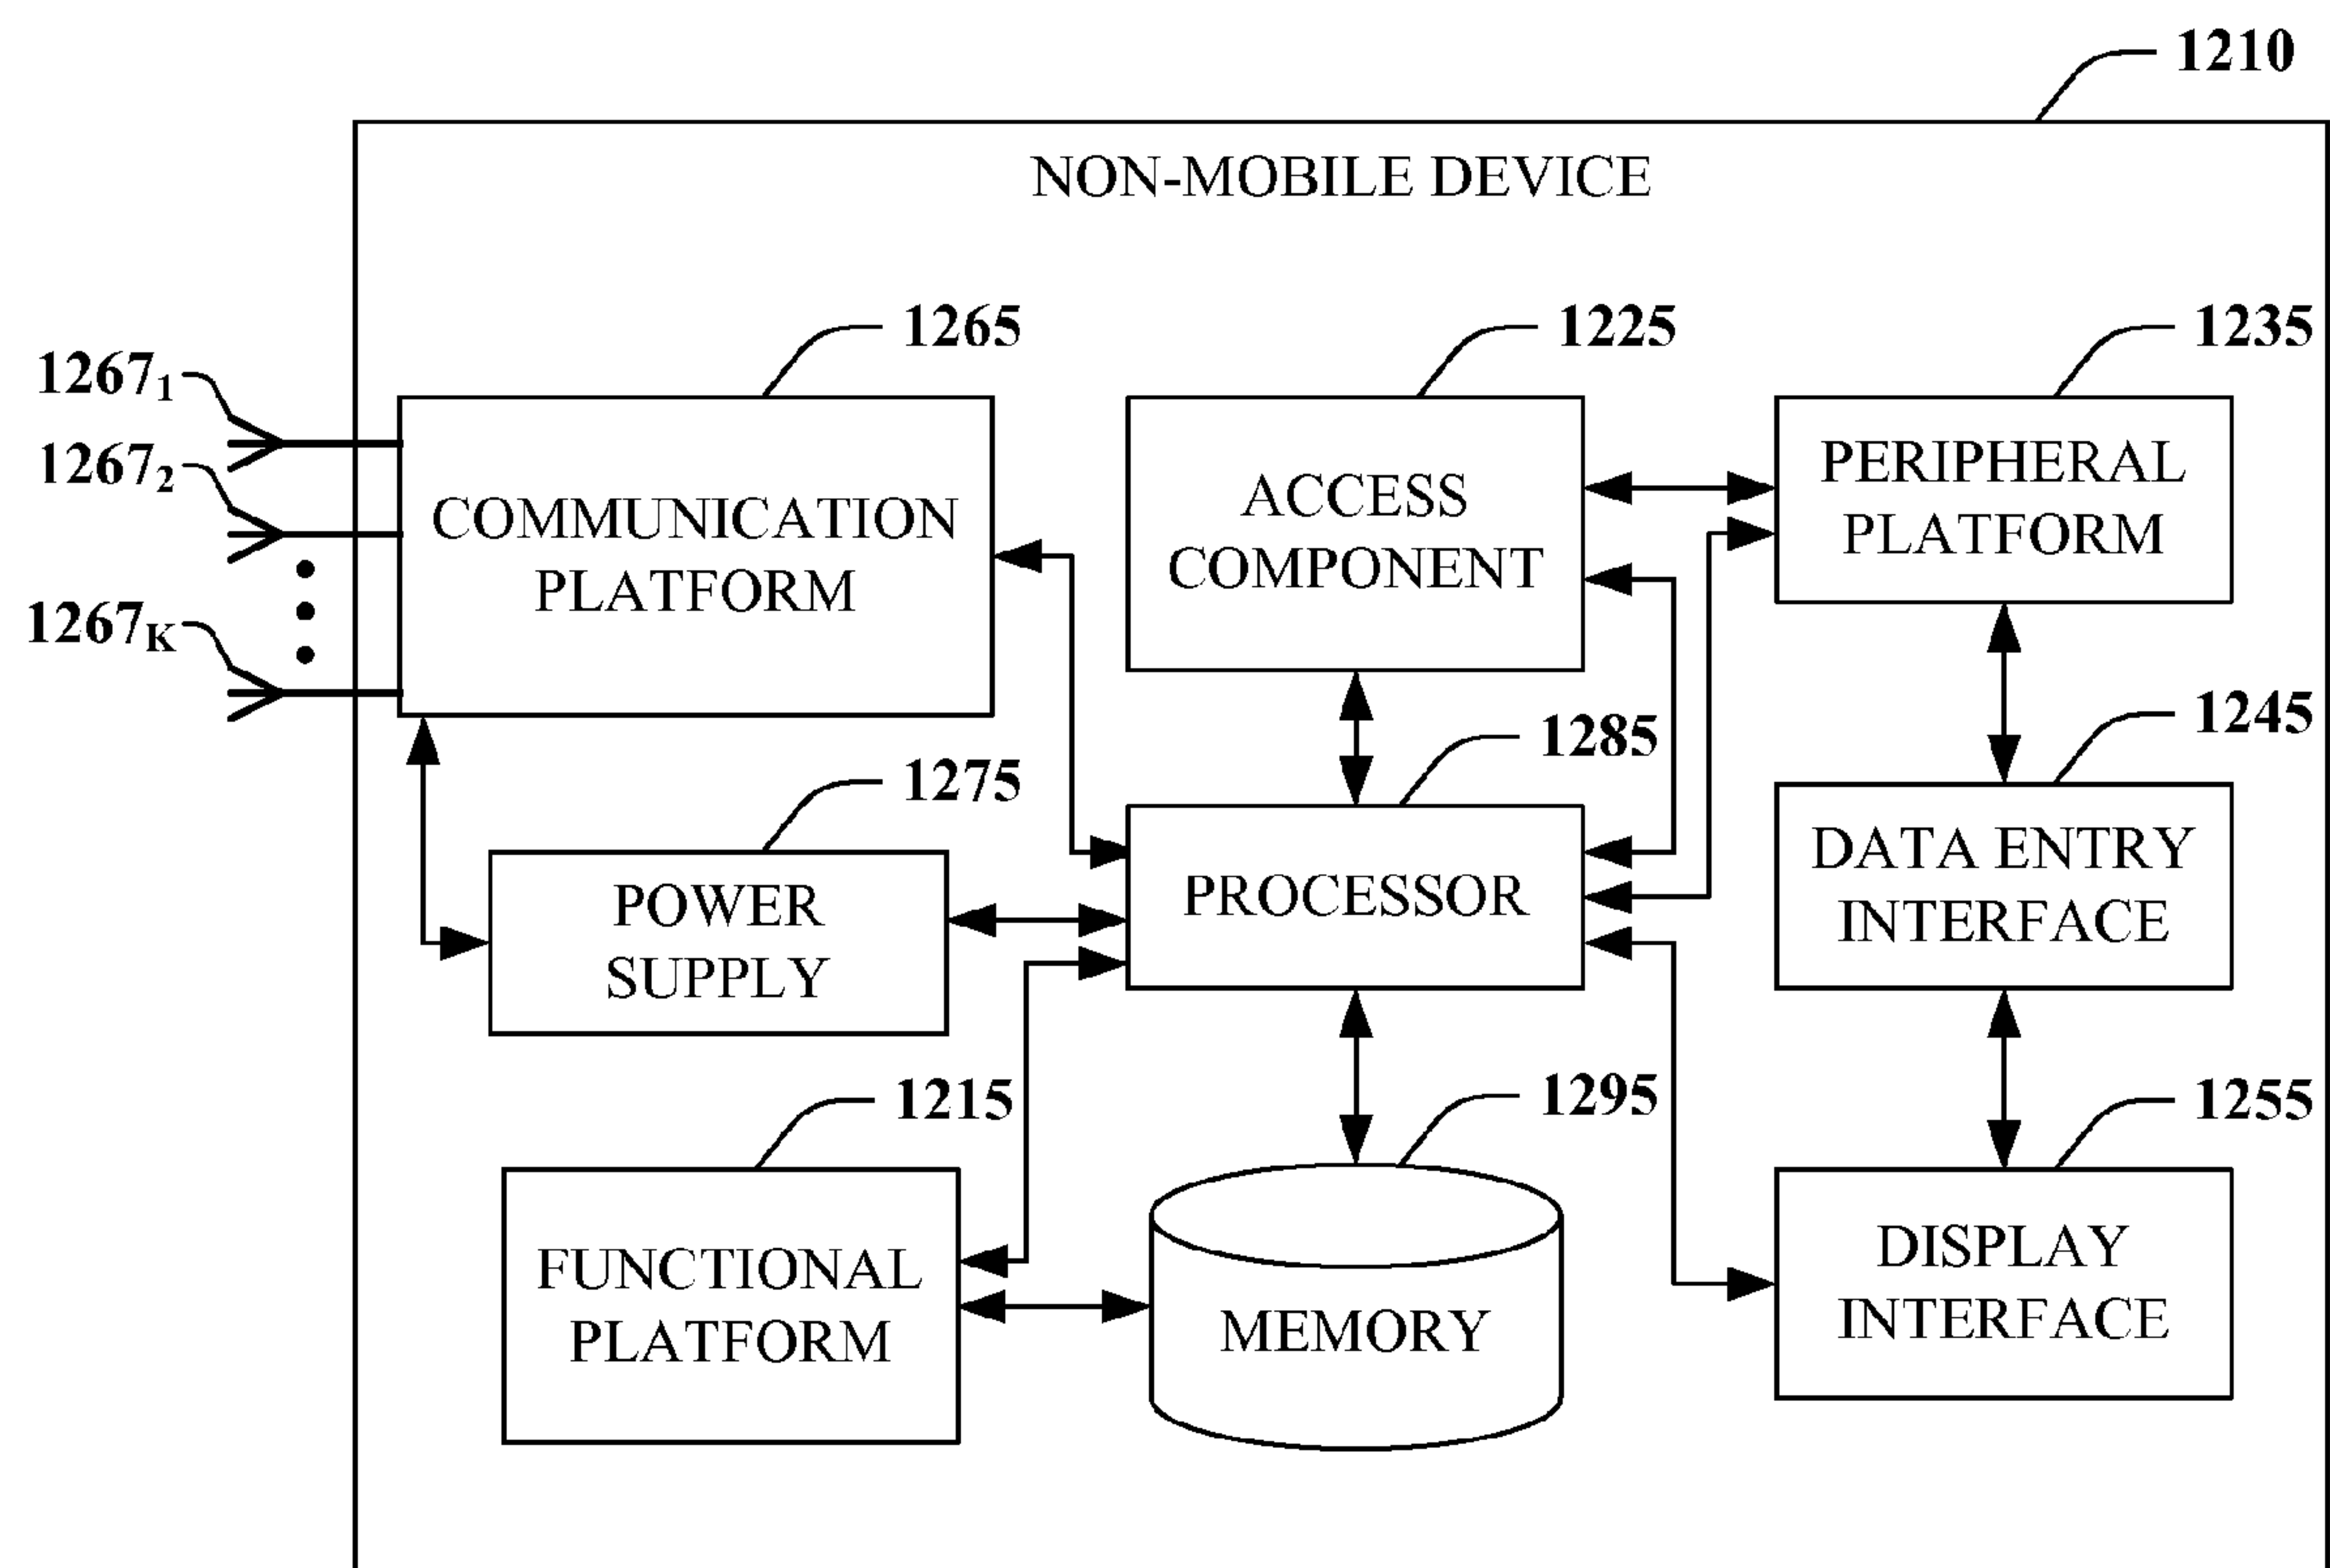 1210
NON-MOBILE DEVICE
1265
1225
1235
1267₁
1267₂
1267K
COMMUNICATION
PLATFORM
ACCESS
COMPONENT
PERIPHERAL
PLATFORM
1275
1285
1245
POWER
SUPPLY
PROCESSOR
DATA ENTRY
INTERFACE
1215
1295
1255
FUNCTIONAL
PLATFORM
MEMORY
DISPLAY
INTERFACE